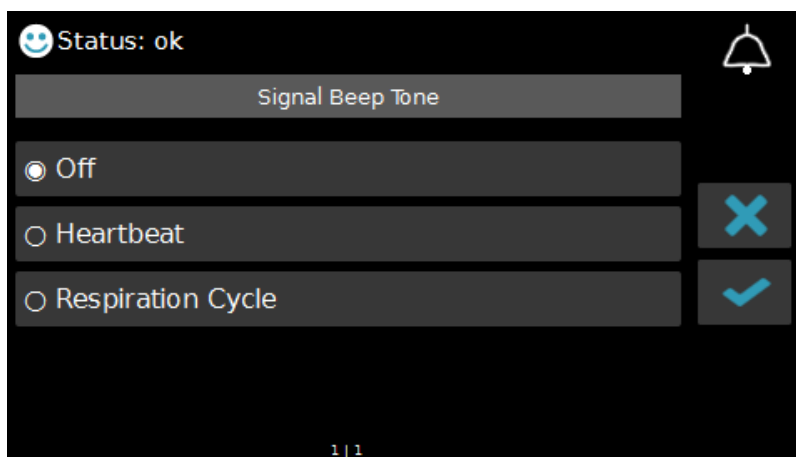 Status: ok
Signal Beep Tone
Off
Heartbeat
Respiration Cycle
1 | 1